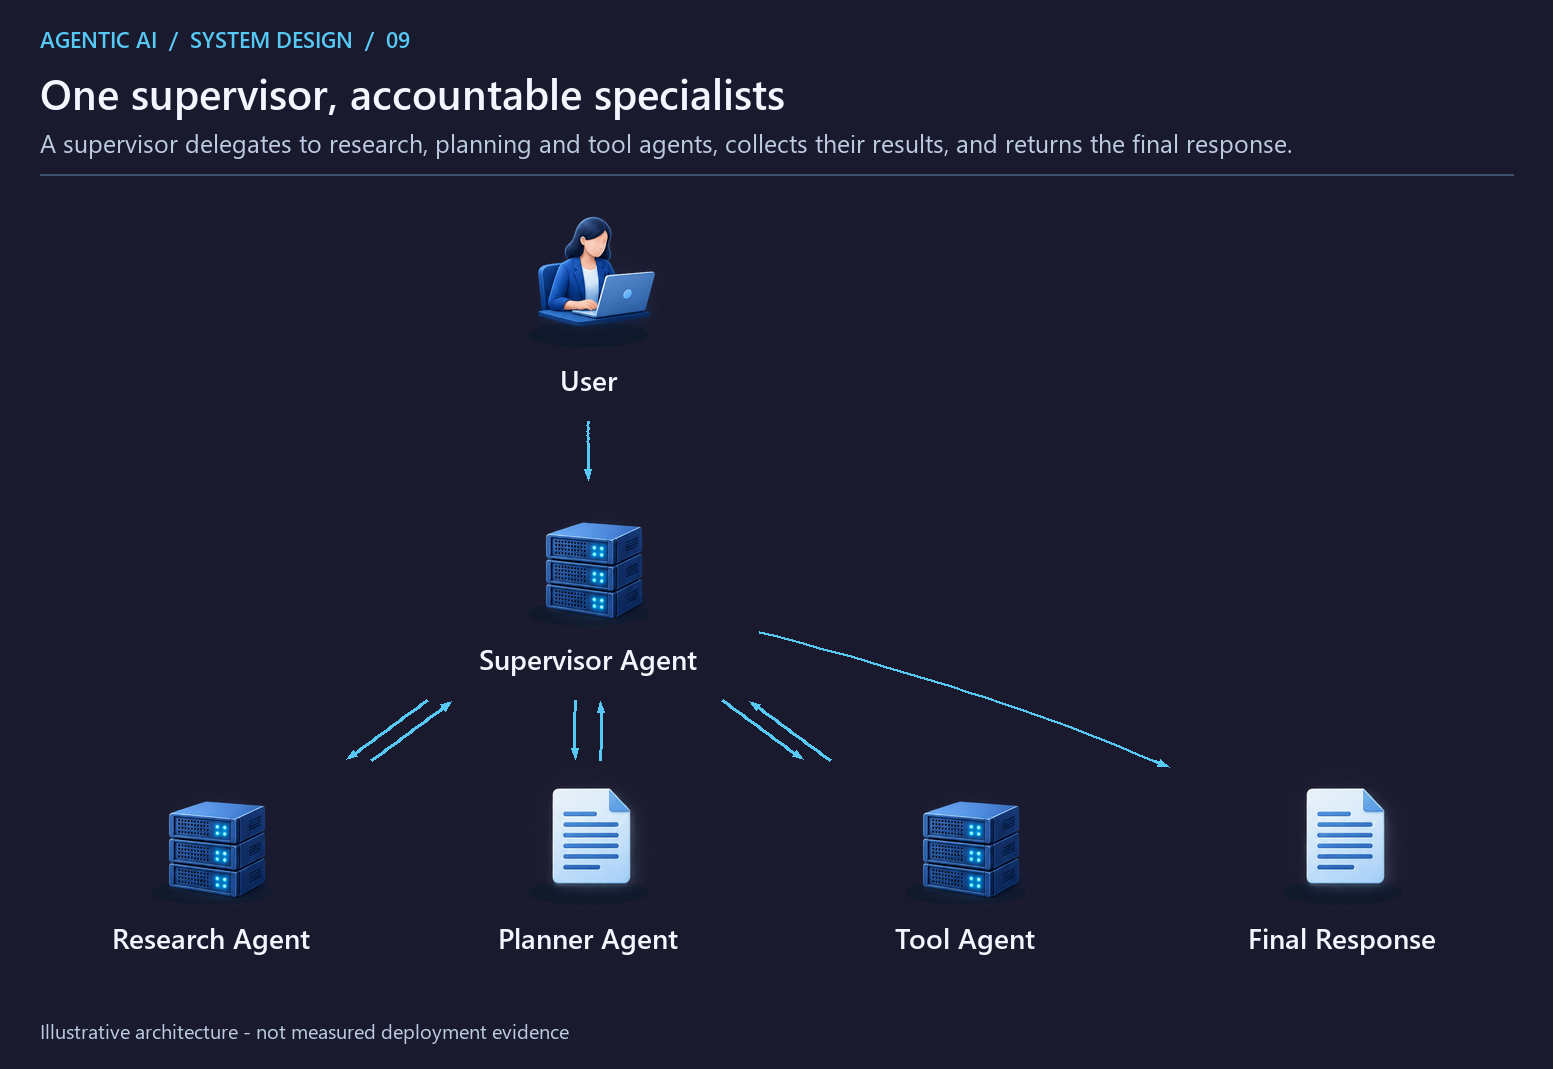 AGENTIC AI / SYSTEM DESIGN / 09
One supervisor, accountable specialists
A supervisor delegates to research, planning and tool agents, collects their results, and returns the final response.
User
Supervisor Agent
Research Agent
Planner Agent
Tool Agent
Final Response
Illustrative architecture - not measured deployment evidence